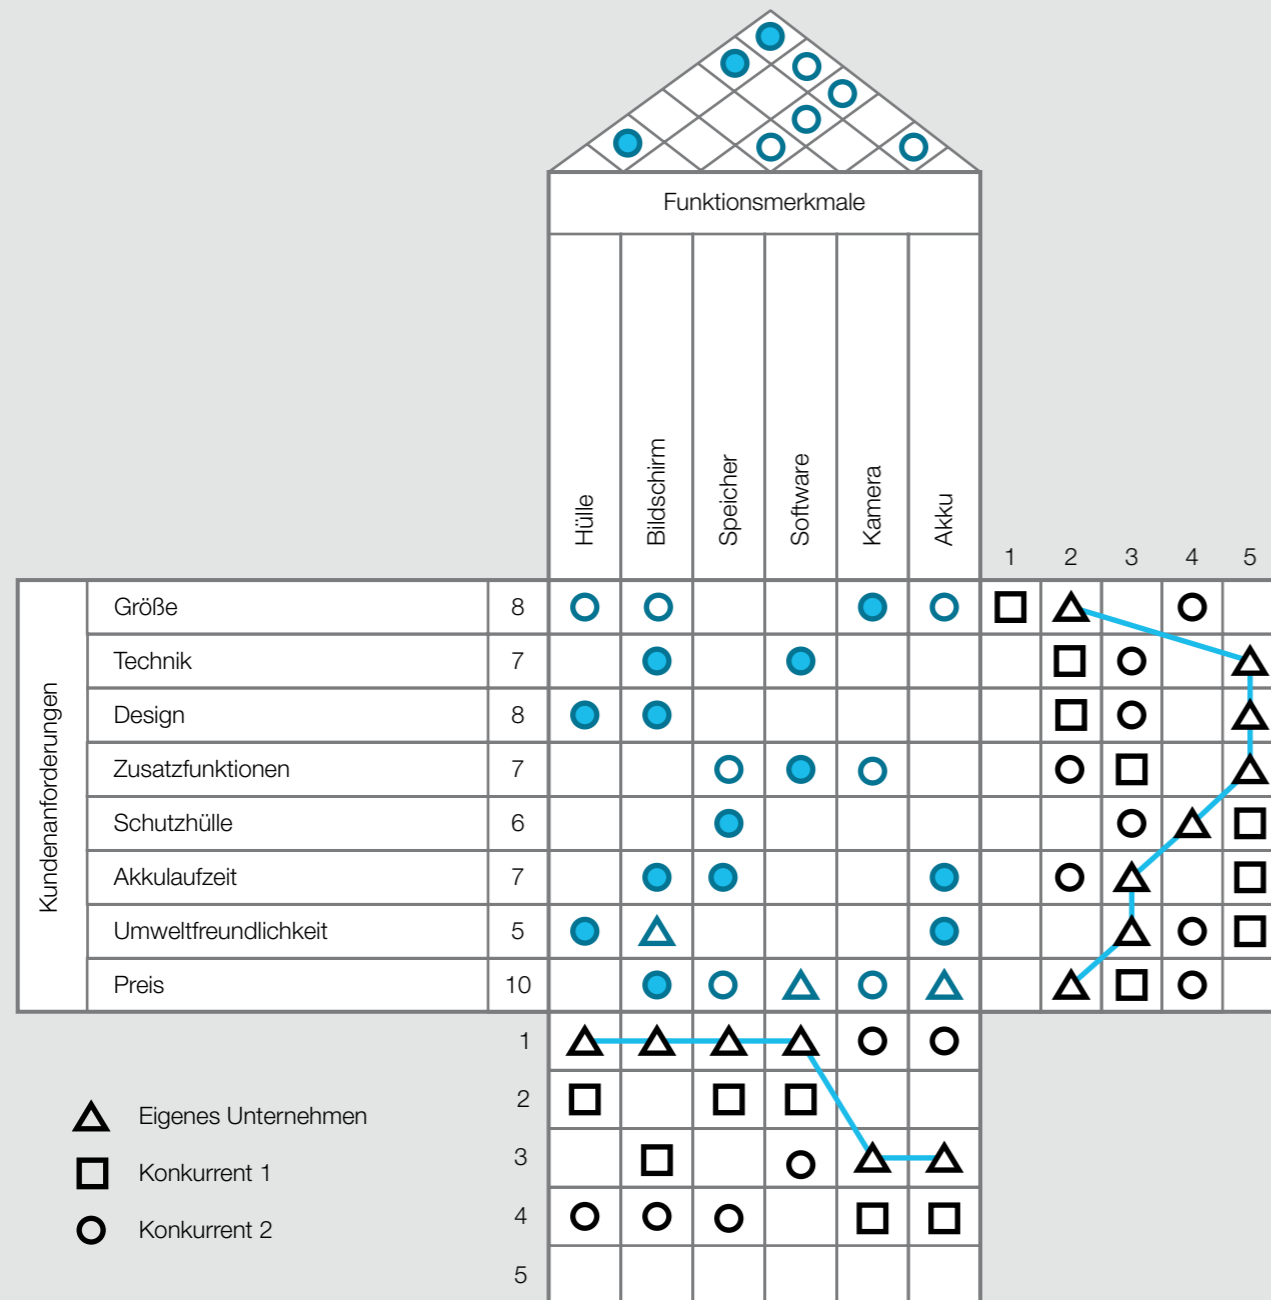 Funktionsmerkmale
Hülle
Bildschirm
Speicher
Software
Kamera
Akku
1 2 3 4 5
Kundenanforderungen
Größe 8
Technik 7
Design 8
Zusatzfunktionen 7
Schutzhülle 6
Akkulaufzeit 7
Umweltfreundlichkeit 5
Preis 10
1
2
3
4
5
Eigenes Unternehmen
Konkurrent 1
Konkurrent 2